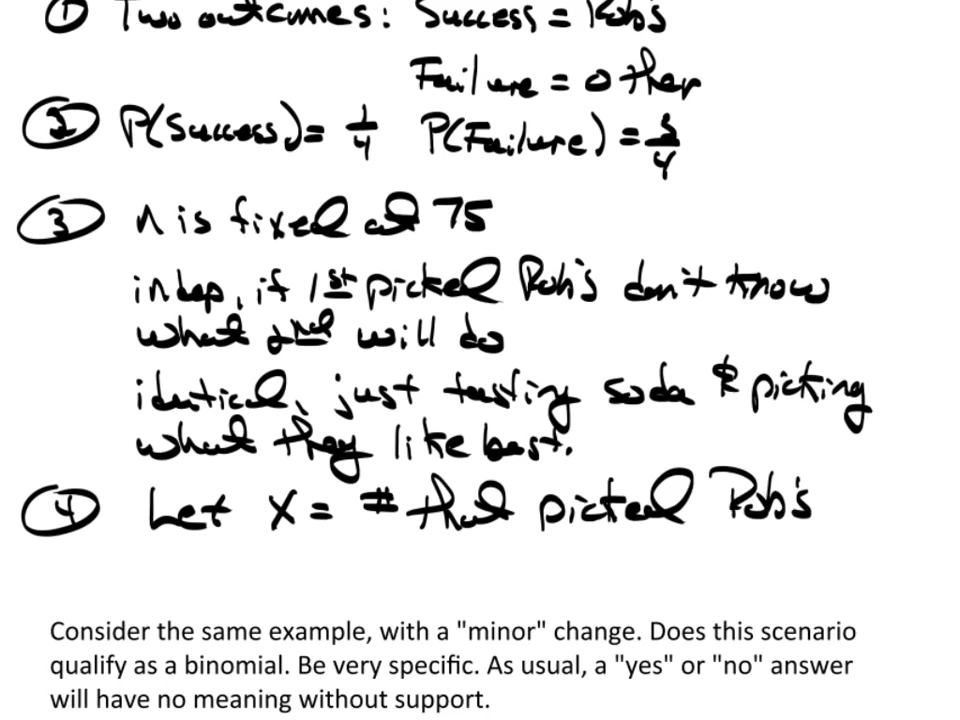 ① Two outcomes: Success = Rob's
Failure = other
② P(Success) = 1/4 P(Failure) = 3/4
③ n is fixed at 75
indep, if 1st picked Rob's don't know
what 2nd will do
identical, just tasting soda & picking
what they like best.
④ Let X = # that picked Rob's
Consider the same example, with a "minor" change. Does this scenario
qualify as a binomial. Be very specific. As usual, a "yes" or "no" answer
will have no meaning without support.